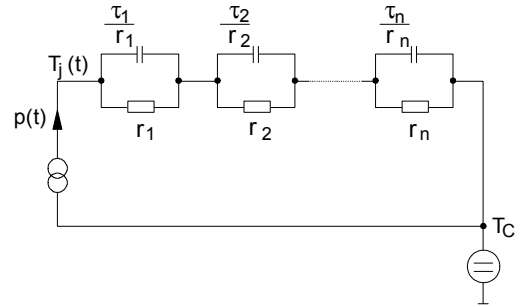 τ1 τ2 τn
r1 r2 rn
Tj (t)
r1 r2 rn
p(t)
TC